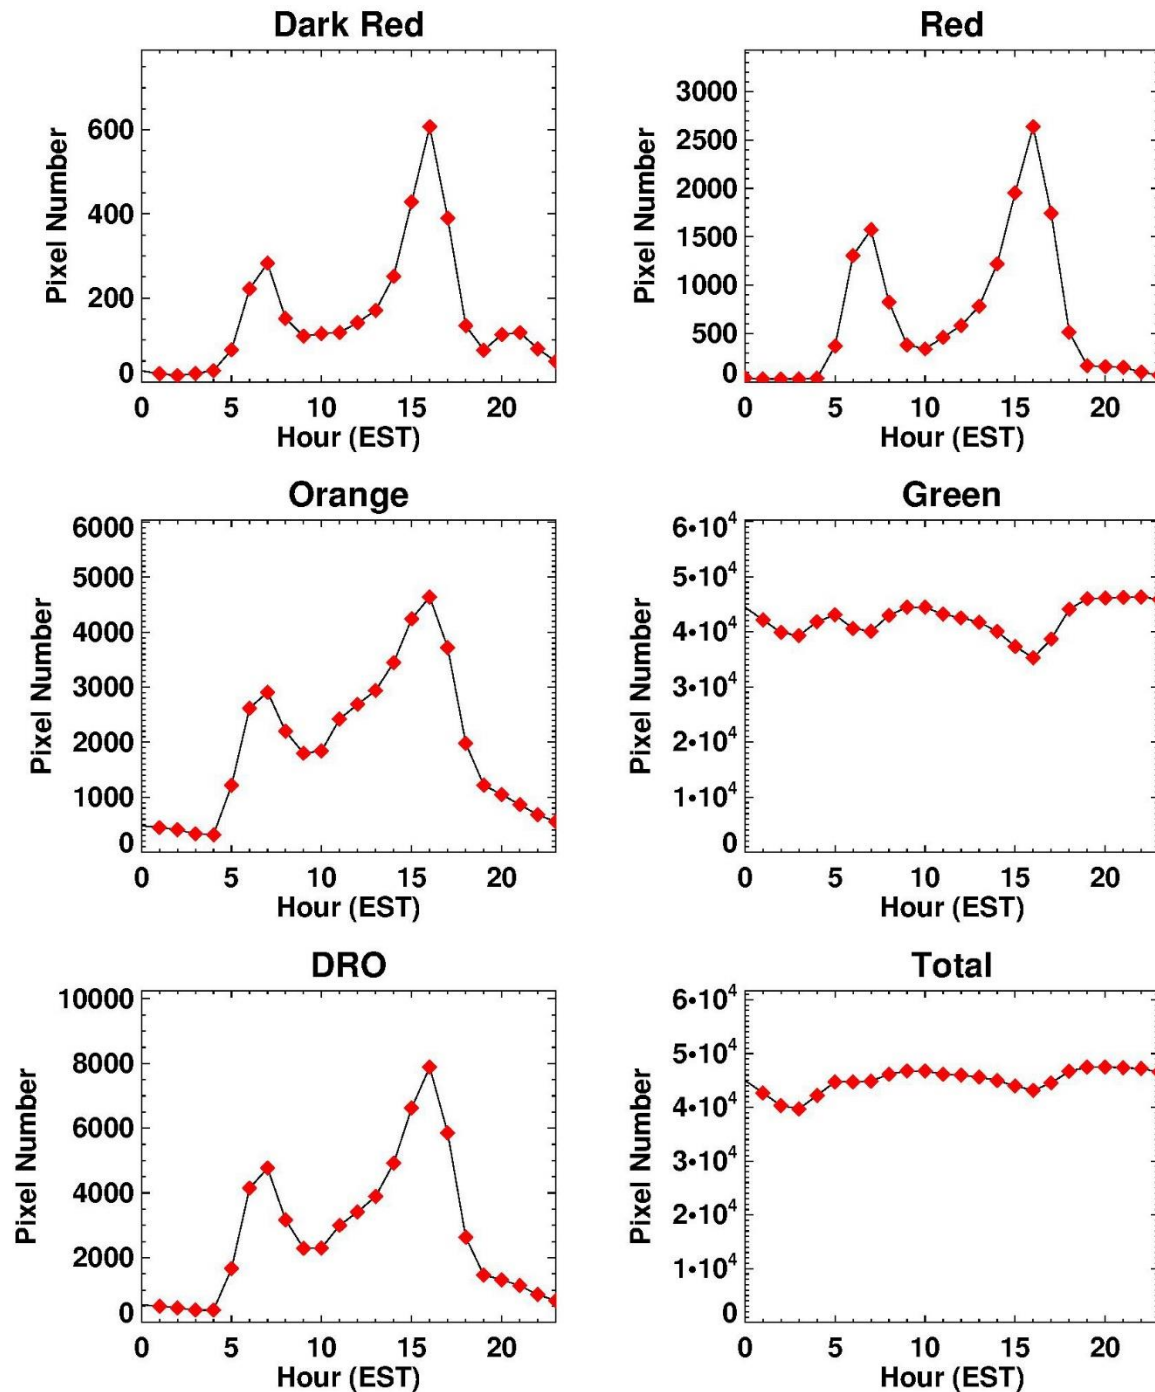 Dark Red
Pixel Number
600
400
200
0
0 5 10 15 20
Hour (EST)
Red
Pixel Number
3000
2500
2000
1500
1000
500
0
0 5 10 15 20
Hour (EST)
Orange
Pixel Number
6000
5000
4000
3000
2000
1000
0
0 5 10 15 20
Hour (EST)
Green
Pixel Number
6•10⁴
5•10⁴
4•10⁴
3•10⁴
2•10⁴
1•10⁴
0
0 5 10 15 20
Hour (EST)
DRO
Pixel Number
10000
8000
6000
4000
2000
0
0 5 10 15 20
Hour (EST)
Total
Pixel Number
6•10⁴
5•10⁴
4•10⁴
3•10⁴
2•10⁴
1•10⁴
0
0 5 10 15 20
Hour (EST)